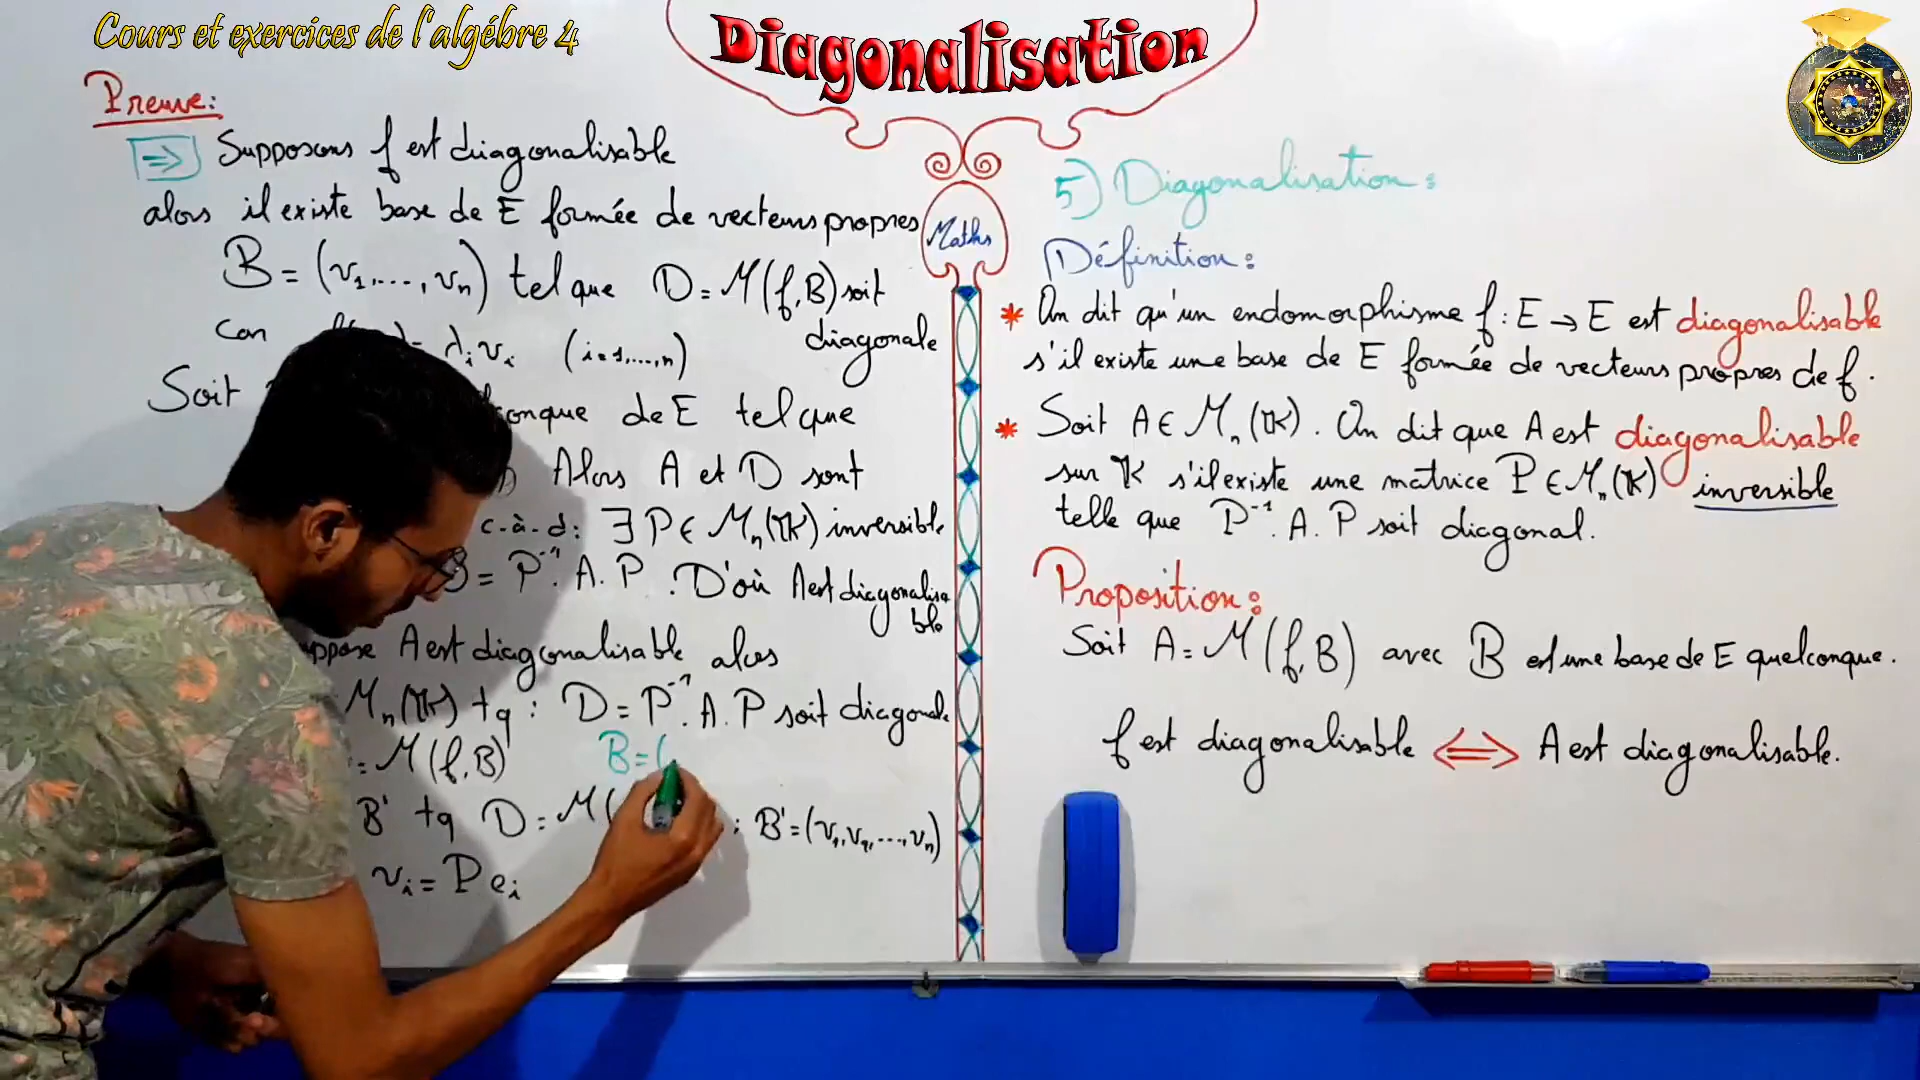 Cours et exercices de l'algébre 4
Diagonalisation
Preuve:
=> Supposons f est diagonalisable
alors il existe base de E formée de vecteurs propres
B = (v₁,...,vₙ) tel que D = M(f,B) soit
diagonale
Car λᵢvᵢ (i=1,...,n)
Soit de E tel que
Alors A et D sont
c-à-d: ∃ P ∈ Mₙ(K) inversible
= P⁻¹. A. P . D'où A est diagonalisa
ble
A est diagonalisable alors
Mₙ(K) tq : D = P⁻¹. A. P soit diagonale
= M(f,B) B=(
B' tq D = M( : B' = (v₁,v₂,...,vₙ)
vᵢ = Peᵢ
Maths
5) Diagonalisation:
Définition:
* On dit qu'un endomorphisme f: E → E est diagonalisable
s'il existe une base de E formée de vecteurs propres de f.
* Soit A ∈ Mₙ(K). On dit que A est diagonalisable
sur K s'il existe une matrice P ∈ Mₙ(K) inversible
telle que P⁻¹. A. P soit diagonal.
Proposition:
Soit A = M(f,B) avec B est une base de E quelconque.
f est diagonalisable <=> A est diagonalisable.